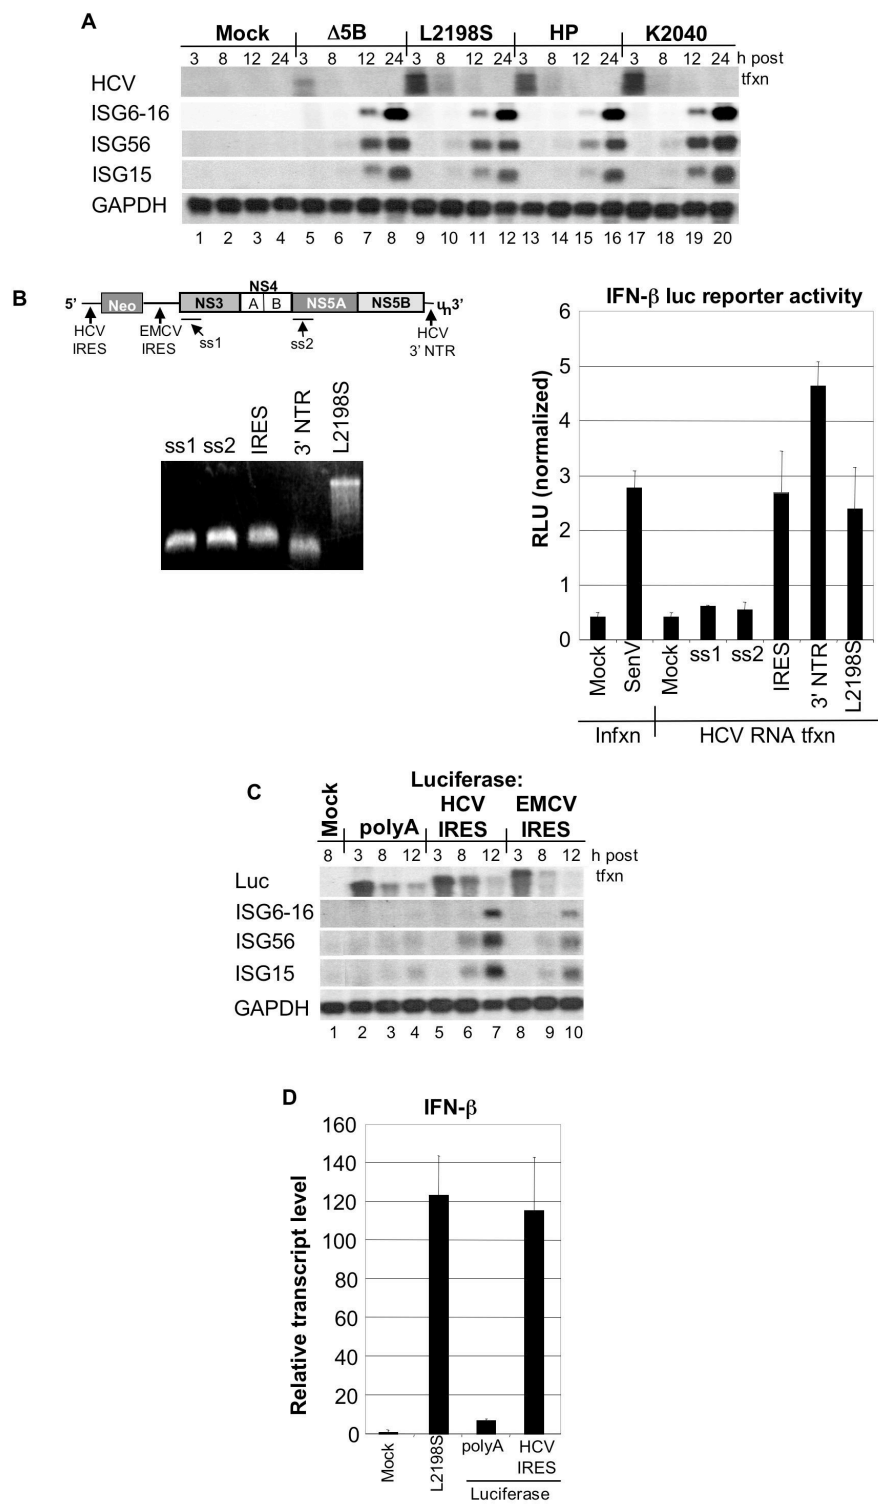 A
Mock Δ5B L2198S HP K2040
3 8 12 24 3 8 12 24 3 8 12 24 3 8 12 24 3 8 12 24 h post
tfxn
HCV
ISG6-16
ISG56
ISG15
GAPDH
1 2 3 4 5 6 7 8 9 10 11 12 13 14 15 16 17 18 19 20
B
NS4
5' Neo NS3 A B NS5A NS5B un3'
HCV IRES
EMCV IRES
ss1
ss2
HCV 3' NTR
ss1 ss2 IRES 3' NTR L2198S
IFN-β luc reporter activity
RLU (normalized)
6
5
4
3
2
1
0
Mock SenV Mock ss1 ss2 IRES 3' NTR L2198S
Infxn HCV RNA tfxn
C
Luciferase:
HCV EMCV
Mock polyA IRES IRES
8 3 8 12 3 8 12 3 8 12 h post
tfxn
Luc
ISG6-16
ISG56
ISG15
GAPDH
1 2 3 4 5 6 7 8 9 10
D
IFN-β
Relative transcript level
160
140
120
100
80
60
40
20
0
Mock L2198S polyA HCV
IRES
Luciferase